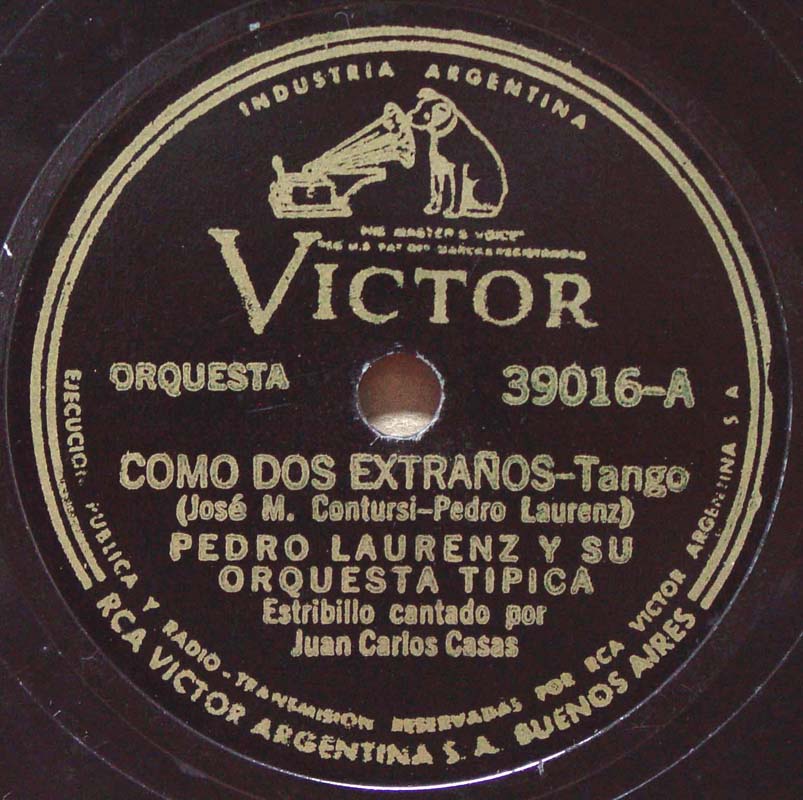 INDUSTRIA ARGENTINA
"HIS MASTER'S VOICE"
VICTOR
ORQUESTA
39016-A
COMO DOS EXTRAÑOS-Tango
(José M. Contursi-Pedro Laurenz)
PEDRO LAURENZ Y SU
ORQUESTA TIPICA
Estribillo cantado por
Juan Carlos Casas
EJECUCION PUBLICA Y RADIO-TRANSMISIÓN RESERVADAS POR RCA VICTOR ARGENTINA S A
RCA VICTOR ARGENTINA S. A. BUENOS AIRES